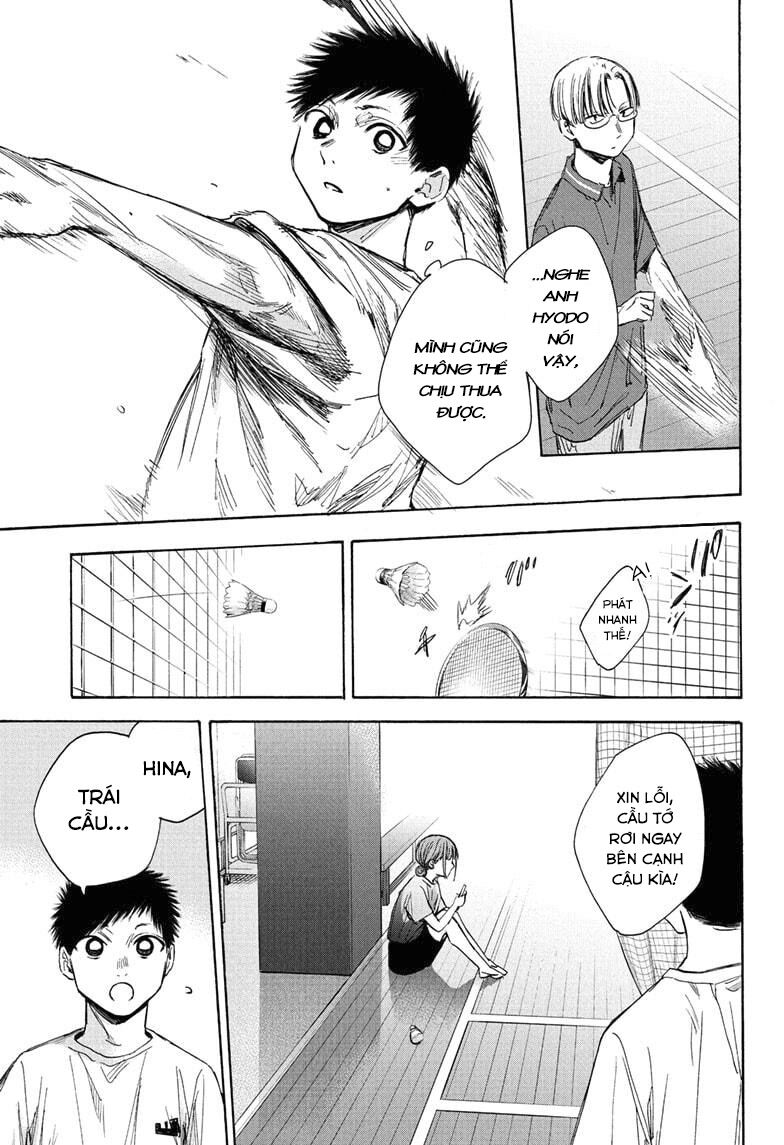 ...NGHE
ANH
HYODO
NÓI
VẬY,
MÌNH CŨNG
KHÔNG THỂ
CHỊU THUA
ĐƯỢC.
A!
PHÁT
NHANH
THẾ!
XIN LỖI,
CẦU TỚ
RƠI NGAY
BÊN CẠNH
CẬU KÌA!
HINA,
TRÁI
CẦU...